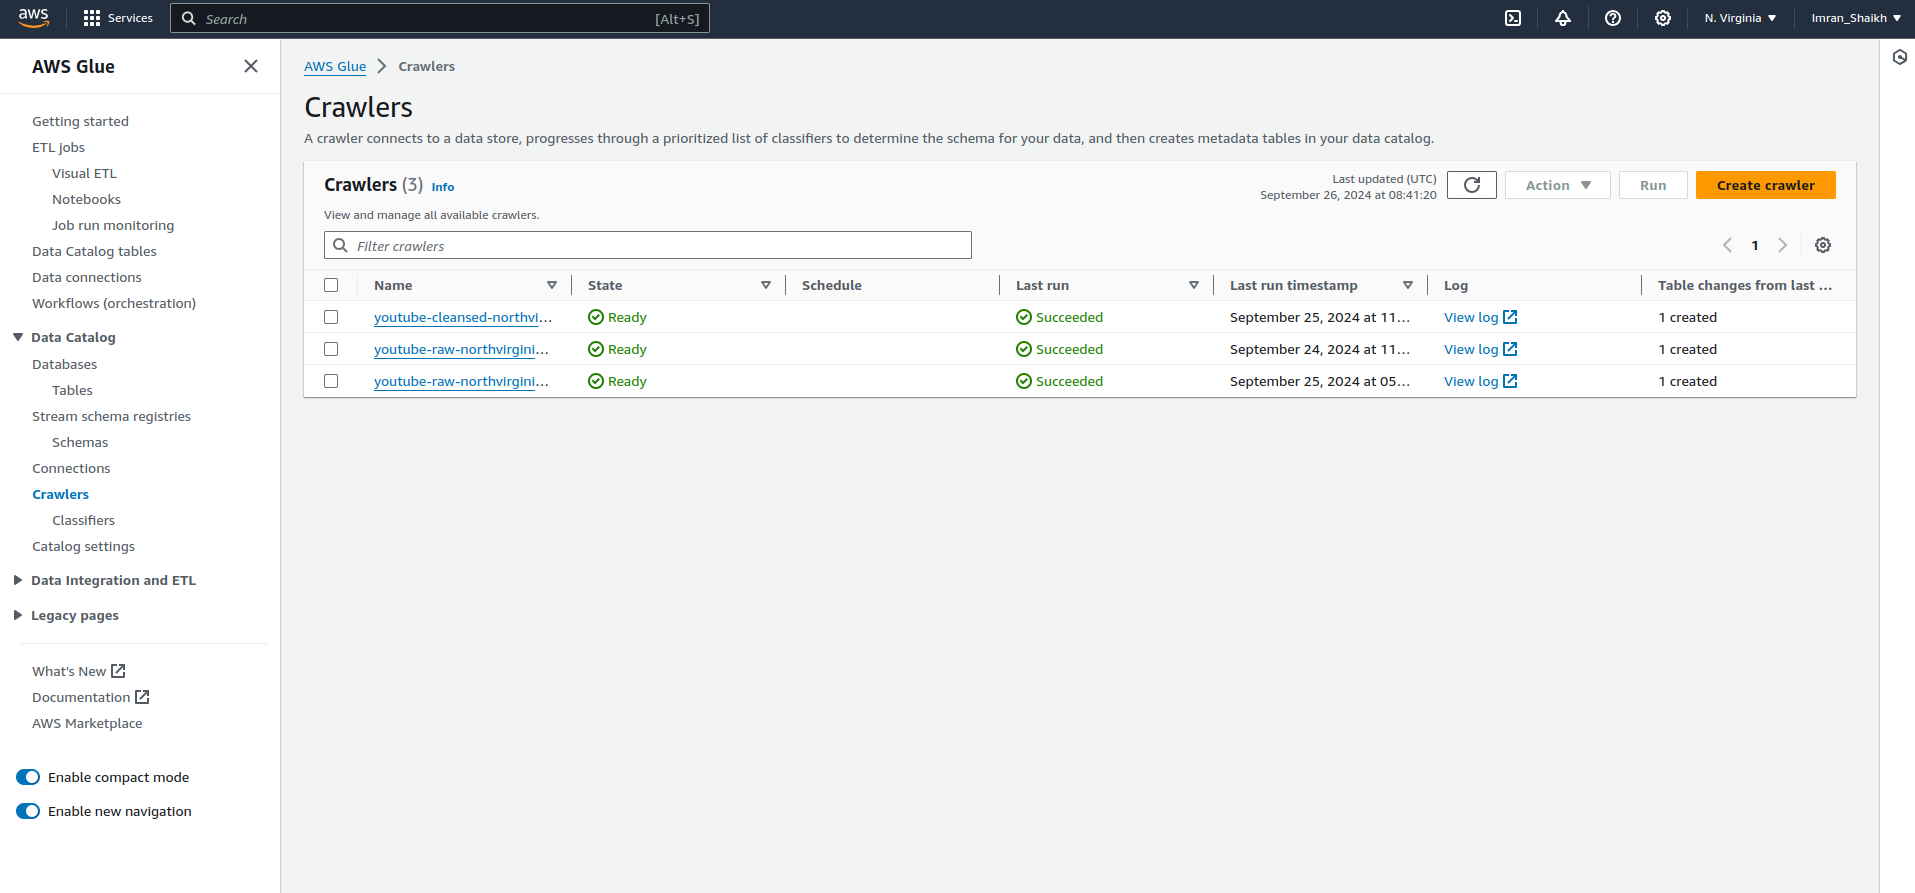 aws
Services
Search
[Alt+S]
N. Virginia
Imran_Shaikh
AWS Glue
Getting started
ETL jobs
Visual ETL
Notebooks
Job run monitoring
Data Catalog tables
Data connections
Workflows (orchestration)
Data Catalog
Databases
Tables
Stream schema registries
Schemas
Connections
Crawlers
Classifiers
Catalog settings
Data Integration and ETL
Legacy pages
What's New
Documentation
AWS Marketplace
Enable compact mode
Enable new navigation
AWS Glue > Crawlers
Crawlers
A crawler connects to a data store, progresses through a prioritized list of classifiers to determine the schema for your data, and then creates metadata tables in your data catalog.
Crawlers (3) Info
View and manage all available crawlers.
Last updated (UTC)
September 26, 2024 at 08:41:20
Action
Run
Create crawler
Filter crawlers
1
Name State Schedule Last run Last run timestamp Log Table changes from last ...
youtube-cleansed-northvi... Ready Succeeded September 25, 2024 at 11... View log 1 created
youtube-raw-northvirgini... Ready Succeeded September 24, 2024 at 11... View log 1 created
youtube-raw-northvirgini... Ready Succeeded September 25, 2024 at 05... View log 1 created